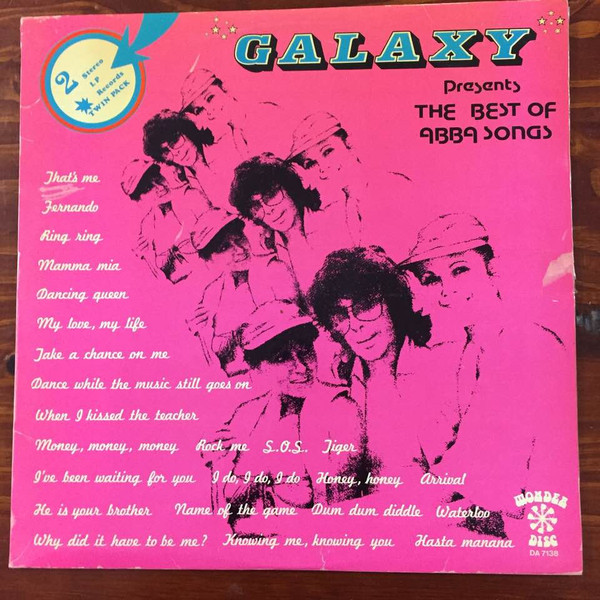 2 Stereo
LP
Records
TWIN PACK
GALAXY
Presents
THE BEST OF
ABBA SONGS
That's me
Fernando
Ring ring
Mamma mia
Dancing queen
My love, my life
Take a chance on me
Dance while the music still goes on
When I kissed the teacher
Money, money, money Rock me S.O.S. Tiger
I've been waiting for you I do, I do, I do Honey, honey Arrival
He is your brother Name of the game Dum dum diddle Waterloo
Why did it have to be me? Knowing me, knowing you Hasta manana
WONDER
DISC
DA 7138